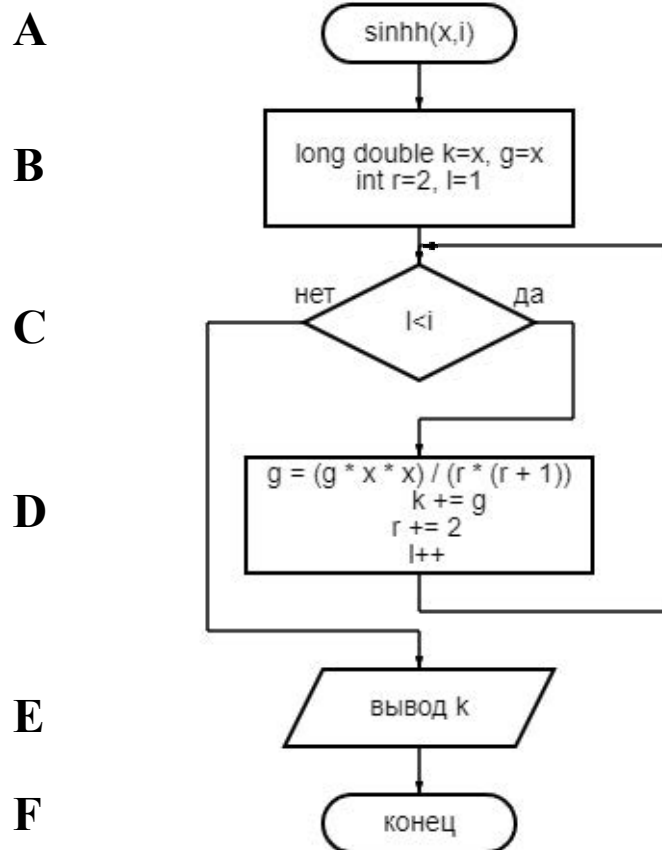 A
sinhh(x,i)
B
long double k=x, g=x
int r=2, l=1
нет
да
C
l<i
D
g = (g * x * x) / (r * (r + 1))
k += g
r += 2
l++
E
вывод k
F
конец